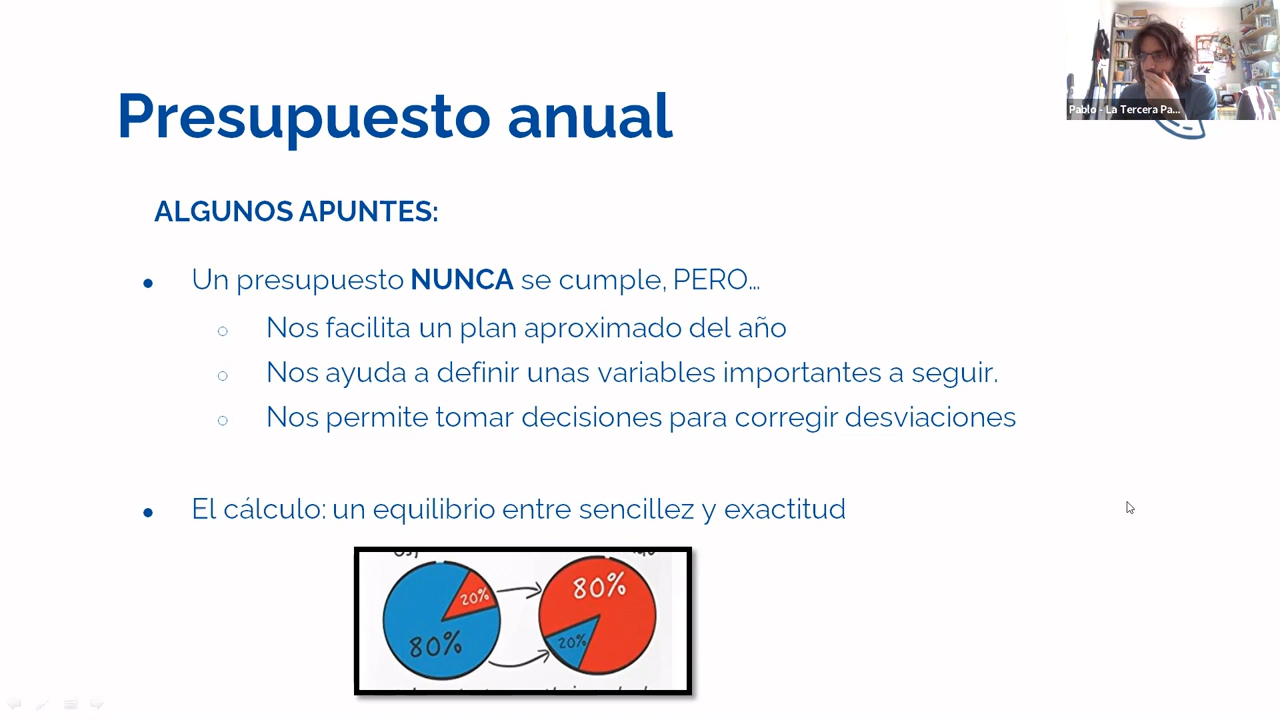 Pablo - La Tercera Pa...
Presupuesto anual
ALGUNOS APUNTES:
● Un presupuesto NUNCA se cumple, PERO...
○ Nos facilita un plan aproximado del año
○ Nos ayuda a definir unas variables importantes a seguir.
○ Nos permite tomar decisiones para corregir desviaciones
● El cálculo: un equilibrio entre sencillez y exactitud
20%
80%
80%
20%